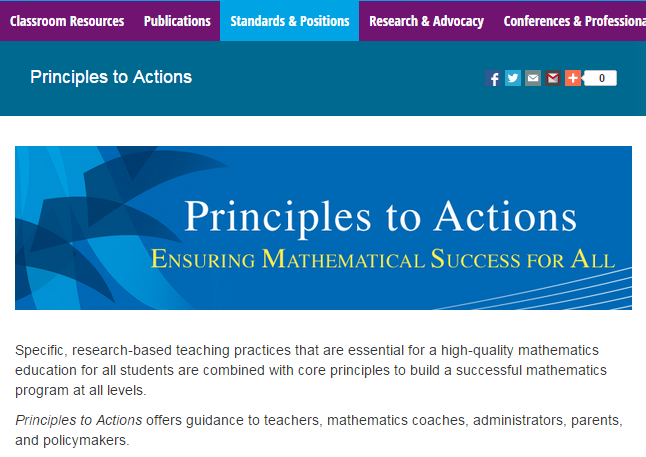 Classroom Resources Publications Standards & Positions Research & Advocacy Conferences & Professiona
Principles to Actions
0
Principles to Actions
ENSURING MATHEMATICAL SUCCESS FOR ALL
Specific, research-based teaching practices that are essential for a high-quality mathematics
education for all students are combined with core principles to build a successful mathematics
program at all levels.
Principles to Actions offers guidance to teachers, mathematics coaches, administrators, parents,
and policymakers.